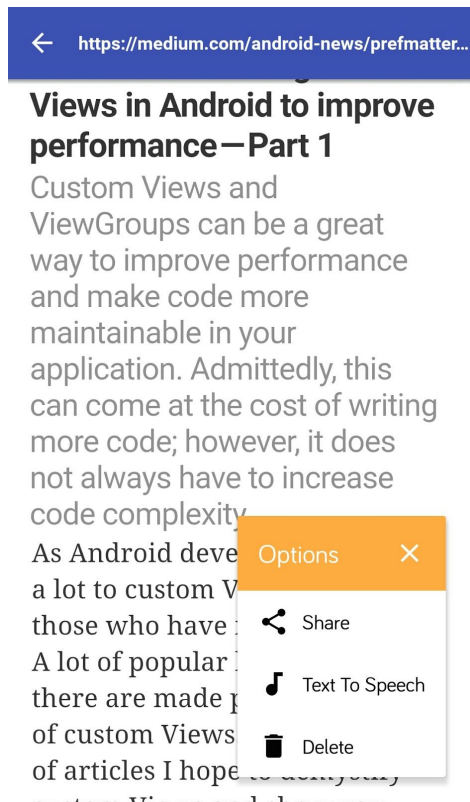 https://medium.com/android-news/prefmatter...
Views in Android to improve
performance—Part 1
Custom Views and
ViewGroups can be a great
way to improve performance
and make code more
maintainable in your
application. Admittedly, this
can come at the cost of writing
more code; however, it does
not always have to increase
code complexity
As Android deve
a lot to custom V
those who have
A lot of popular
there are made p
of custom Views
of articles I hope to demystify
Options
Share
Text To Speech
Delete